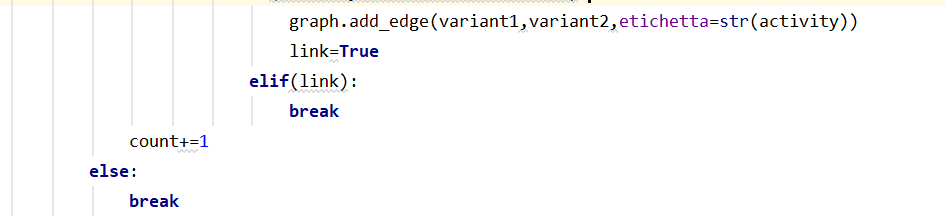 graph.add_edge(variant1,variant2,etichetta=str(activity))
link=True
elif(link):
break
count+=1
else:
break